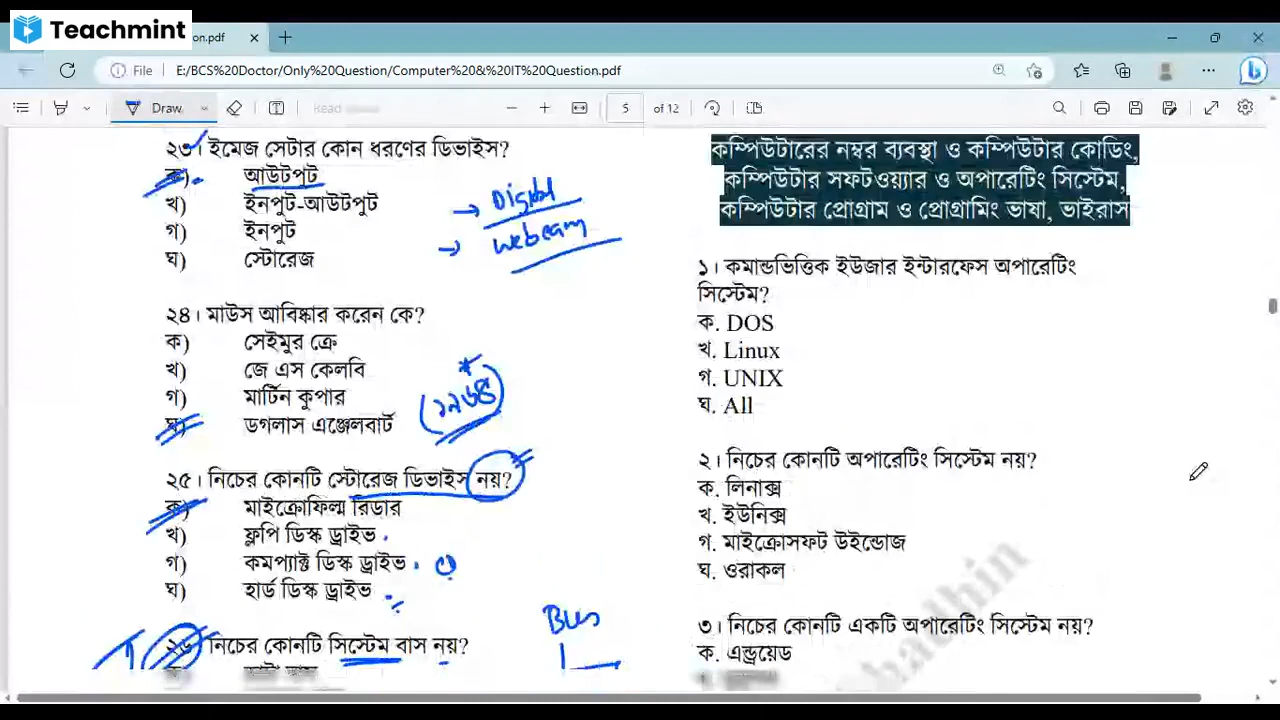 Teachmint
on.pdf
File
E:/BCS%20Doctor/Only%20Question/Computer%20&%20IT%20Question.pdf
Draw
Read
5
of 12
২৩। ইমেজ সেটার কোন ধরণের ডিভাইস?
ক) আউটপুট
খ) ইনপুট-আউটপুট
গ) ইনপুট
ঘ) স্টোরেজ
Digital
webcam
২৪। মাউস আবিষ্কার করেন কে?
ক) সেইমুর ক্রে
খ) জে এস কেলবি
গ) মার্টিন কুপার
ঘ) ডগলাস এঞ্জেলবার্ট
(১৯৬৪)
২৫। নিচের কোনটি স্টোরেজ ডিভাইস নয়?
ক) মাইক্রোফিল্ম রিডার
খ) ফ্লপি ডিস্ক ড্রাইভ
গ) কমপ্যাক্ট ডিস্ক ড্রাইভ
ঘ) হার্ড ডিস্ক ড্রাইভ
Bus
২৬। নিচের কোনটি সিস্টেম বাস নয়?
কম্পিউটারের নম্বর ব্যবস্থা ও কম্পিউটার কোডিং,
কম্পিউটার সফটওয়্যার ও অপারেটিং সিস্টেম,
কম্পিউটার প্রোগ্রাম ও প্রোগ্রামিং ভাষা, ভাইরাস
১। কমান্ডভিত্তিক ইউজার ইন্টারফেস অপারেটিং
সিস্টেম?
ক. DOS
খ. Linux
গ. UNIX
ঘ. All
২। নিচের কোনটি অপারেটিং সিস্টেম নয়?
ক. লিনাক্স
খ. ইউনিক্স
গ. মাইক্রোসফট উইন্ডোজ
ঘ. ওরাকল
৩। নিচের কোনটি একটি অপারেটিং সিস্টেম নয়?
ক. এন্ড্রয়েড